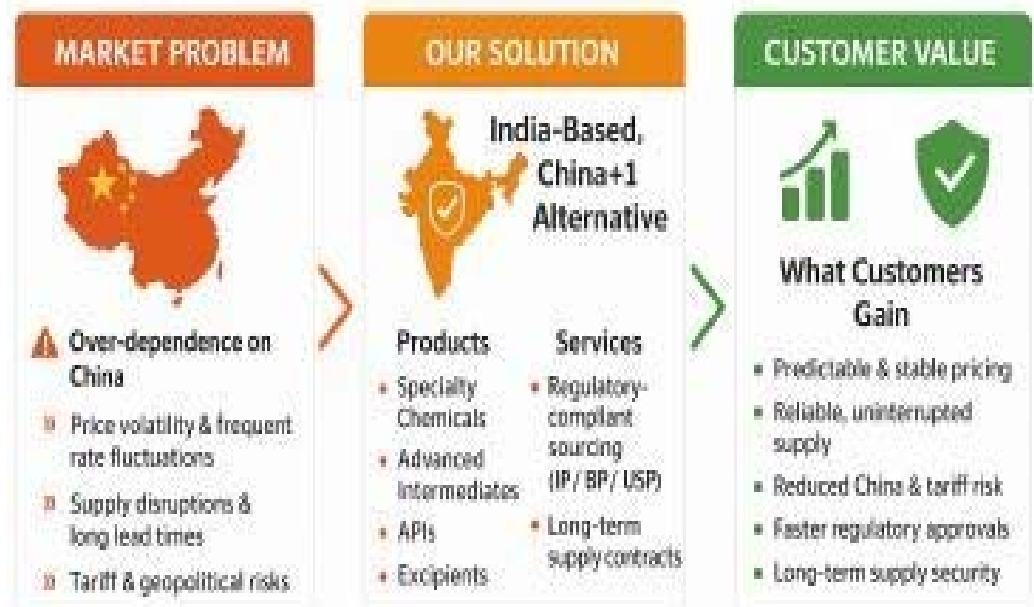 MARKET PROBLEM
Over-dependence on
China
Price volatility & frequent
rate fluctuations
Supply disruptions &
long lead times
Tariff & geopolitical risks
OUR SOLUTION
India-Based,
China+1
Alternative
Products
Specialty
Chemicals
Advanced
Intermediates
APIs
Excipients
Services
Regulatory-
compliant
sourcing
(IP / BP / USP)
Long-term
supply contracts
CUSTOMER VALUE
What Customers
Gain
Predictable & stable pricing
Reliable, uninterrupted
supply
Reduced China & tariff risk
Faster regulatory approvals
Long-term supply security